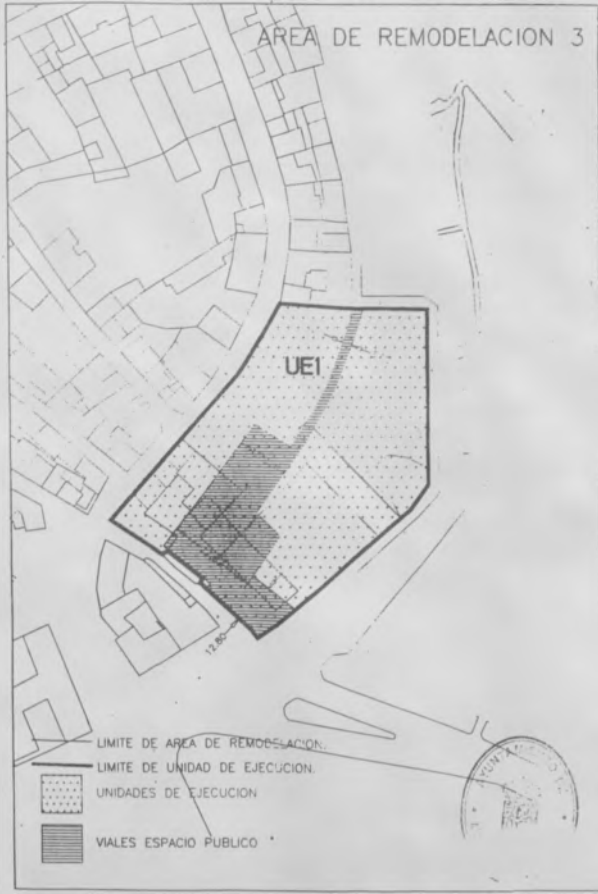 AREA DE REMODELACION 3
UE1
12.80
LIMITE DE AREA DE REMODELACION.
LIMITE DE UNIDAD DE EJECUCION.
UNIDADES DE EJECUCION
VIALES ESPACIO PUBLICO
AYUNTAMIENTO